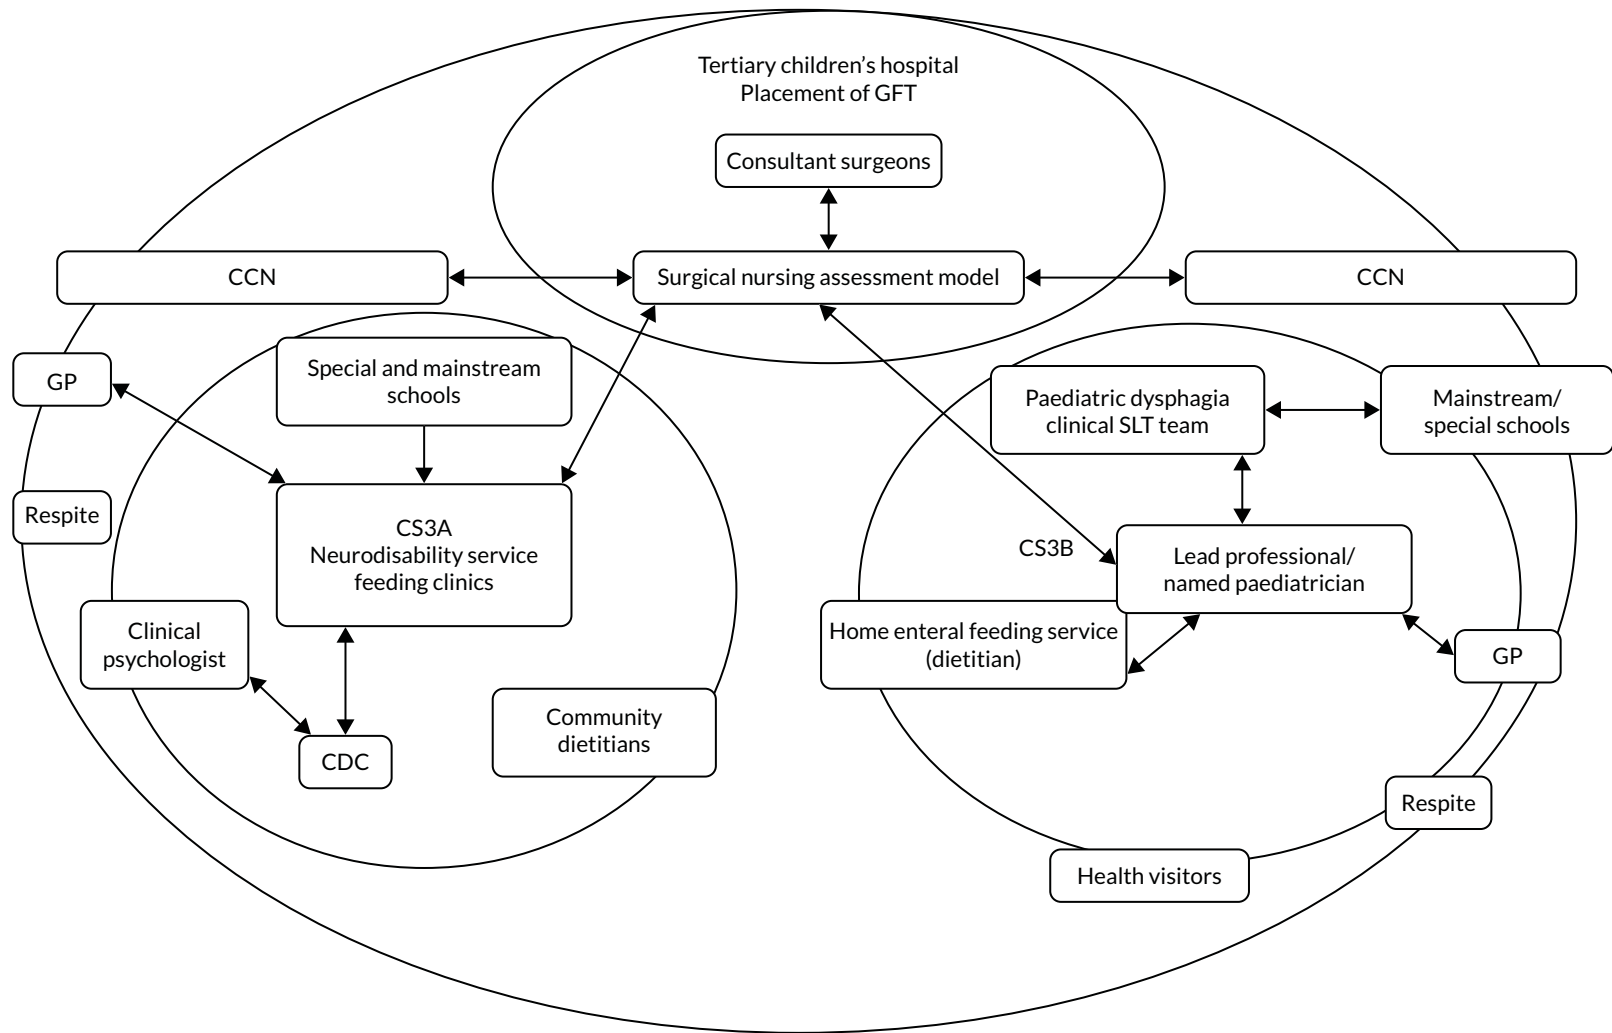 Tertiary children’s hospital
Placement of GFT
Consultant surgeons
CCN
Surgical nursing assessment model
CCN
GP
Special and mainstream
schools
Paediatric dysphagia
clinical SLT team
Mainstream/
special schools
Respite
CS3A
Neurodisability service
feeding clinics
CS3B
Lead professional/
named paediatrician
Clinical
psychologist
Home enteral feeding service
(dietitian)
GP
Community
dietitians
CDC
Respite
Health visitors